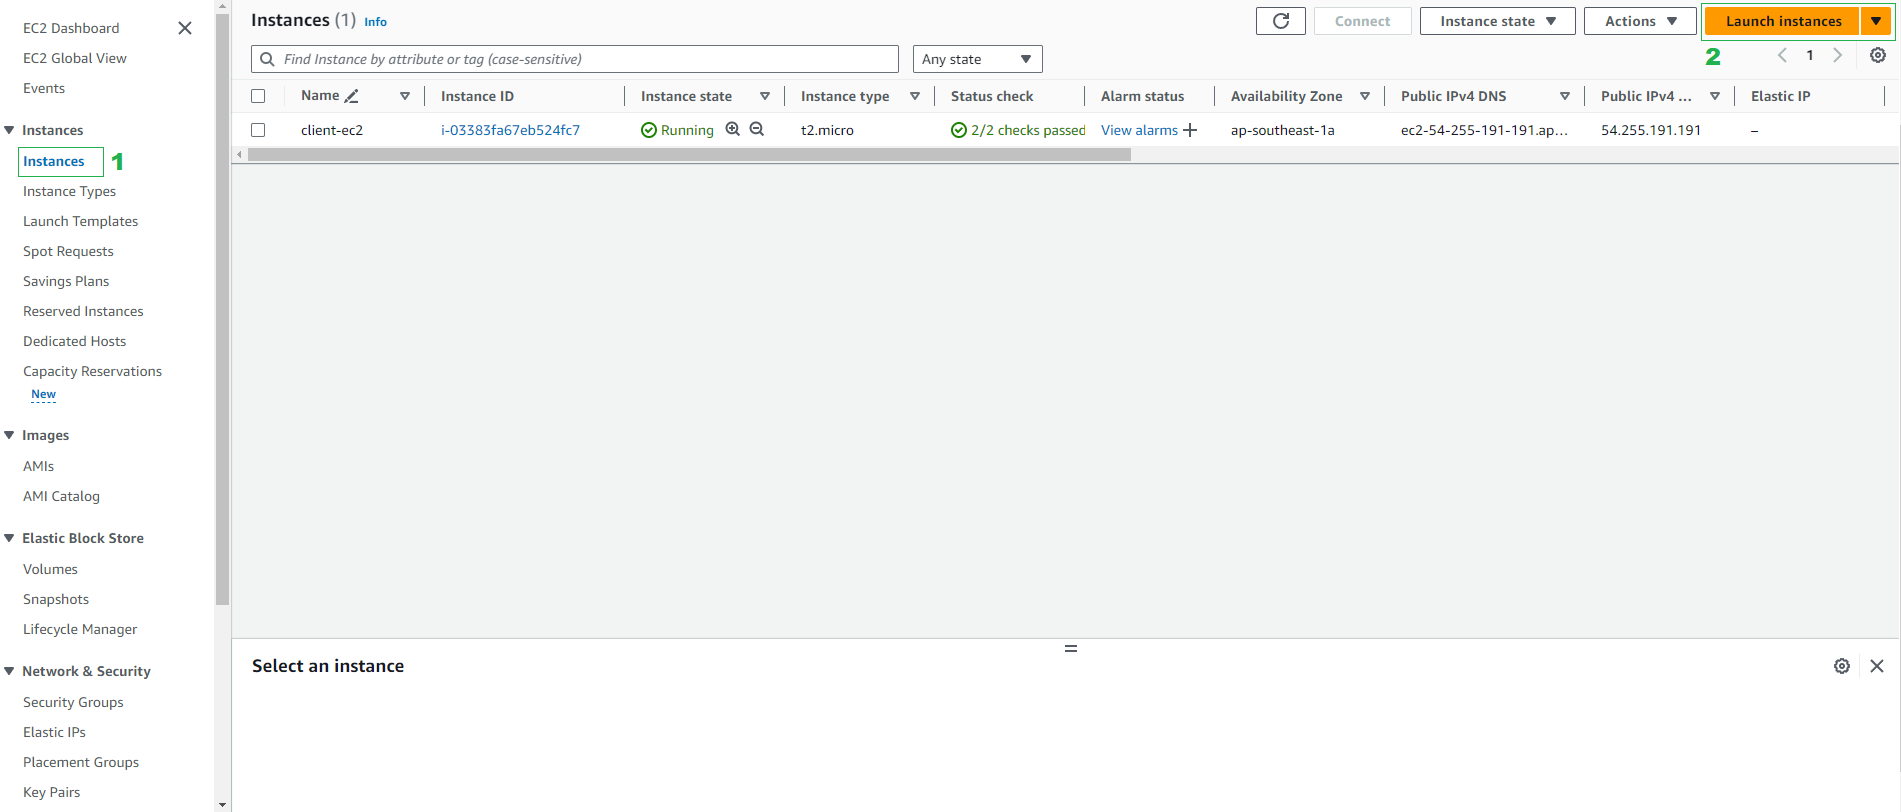 EC2 Dashboard
EC2 Global View
Events
Instances
Instances 1
Instance Types
Launch Templates
Spot Requests
Savings Plans
Reserved Instances
Dedicated Hosts
Capacity Reservations
New
Images
AMIs
AMI Catalog
Elastic Block Store
Volumes
Snapshots
Lifecycle Manager
Network & Security
Security Groups
Elastic IPs
Placement Groups
Key Pairs
Instances (1) Info Connect Instance state Actions Launch instances
Find Instance by attribute or tag (case-sensitive) Any state 2 1
Name Instance ID Instance state Instance type Status check Alarm status Availability Zone Public IPv4 DNS Public IPv4 ... Elastic IP
client-ec2 i-03383fa67eb524fc7 Running t2.micro 2/2 checks passed View alarms ap-southeast-1a ec2-54-255-191-191.ap... 54.255.191.191 –
Select an instance